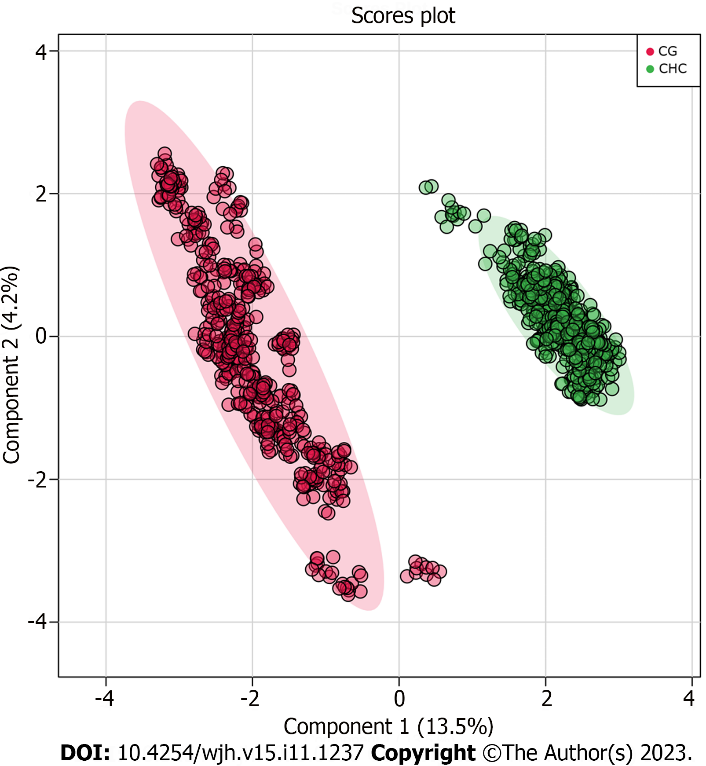 Scores plot
CG
CHC
4
2
0
-2
-4
Component 2 (4.2%)
-4 -2 0 2 4
Component 1 (13.5%)
DOI: 10.4254/wjh.v15.i11.1237 Copyright ©The Author(s) 2023.